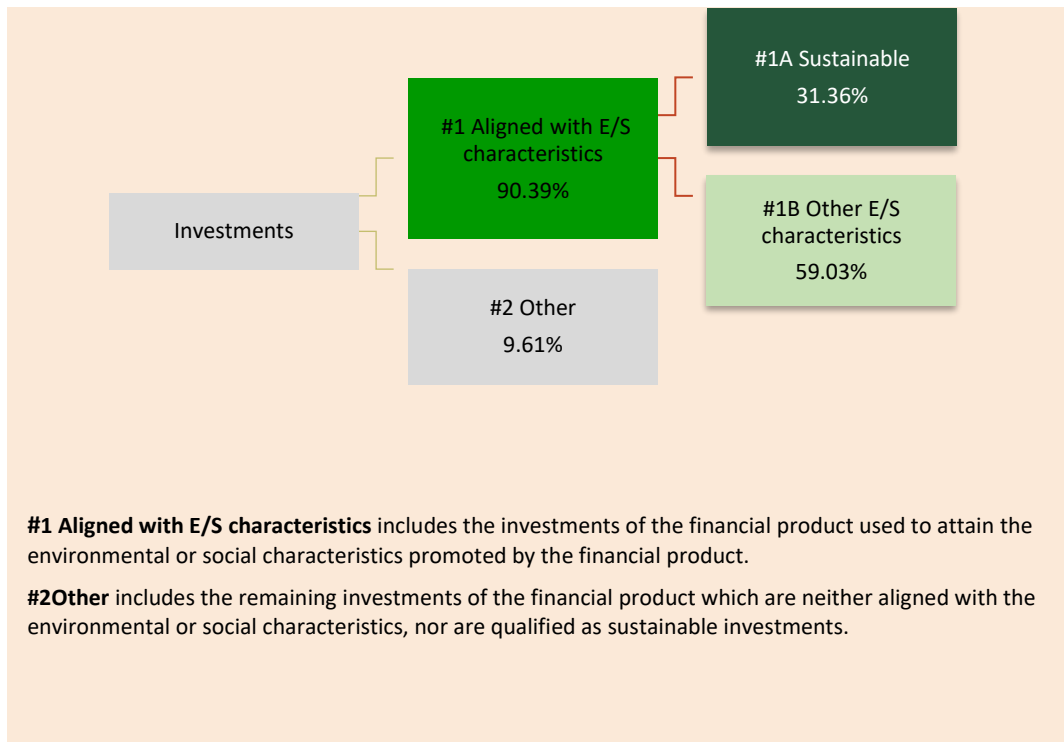 #1A Sustainable
31.36%
#1 Aligned with E/S
characteristics
90.39%
Investments
#1B Other E/S
characteristics
59.03%
#2 Other
9.61%
#1 Aligned with E/S characteristics includes the investments of the financial product used to attain the
environmental or social characteristics promoted by the financial product.
#2Other includes the remaining investments of the financial product which are neither aligned with the
environmental or social characteristics, nor are qualified as sustainable investments.